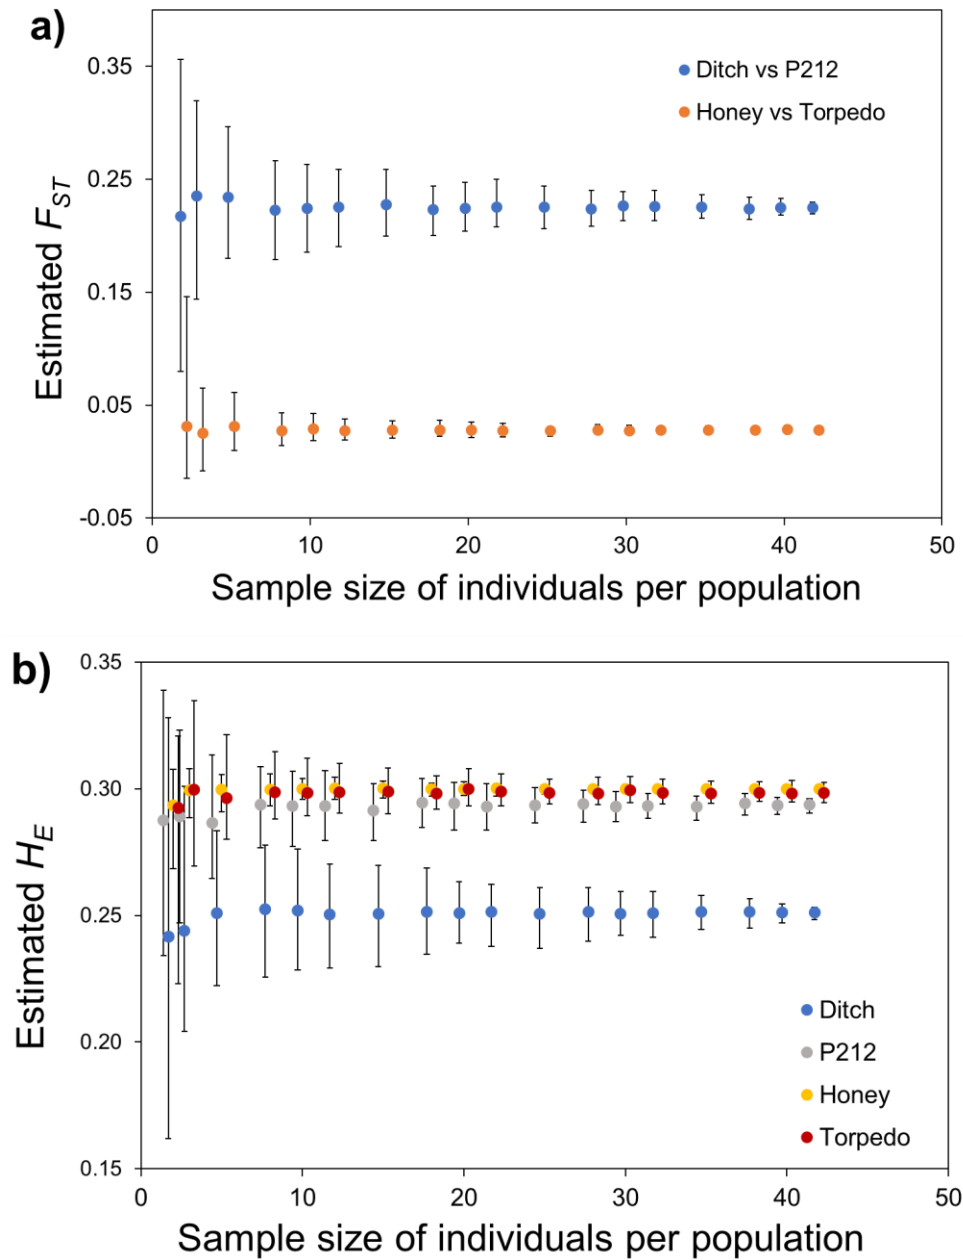 a)
0.35
0.25
0.15
0.05
-0.05
Estimated F_ST
Ditch vs P212
Honey vs Torpedo
0 10 20 30 40 50
Sample size of individuals per population
b)
0.35
0.30
0.25
0.20
0.15
Estimated H_E
Ditch
P212
Honey
Torpedo
0 10 20 30 40 50
Sample size of individuals per population